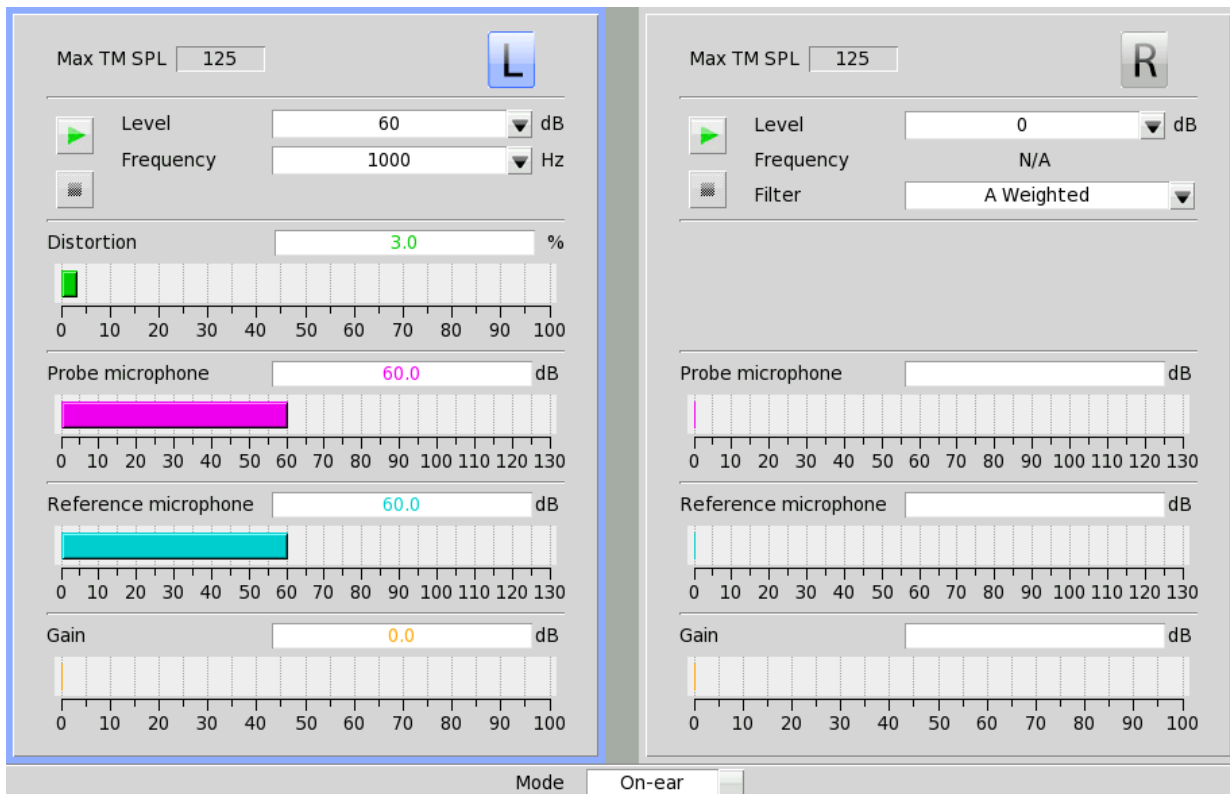 Max TM SPL 125 L
Level 60 dB
Frequency 1000 Hz
Distortion 3.0 %
0 10 20 30 40 50 60 70 80 90 100
Probe microphone 60.0 dB
0 10 20 30 40 50 60 70 80 90 100 110 120 130
Reference microphone 60.0 dB
0 10 20 30 40 50 60 70 80 90 100 110 120 130
Gain 0.0 dB
0 10 20 30 40 50 60 70 80 90 100
Max TM SPL 125 R
Level 0 dB
Frequency N/A
Filter A Weighted
Probe microphone dB
0 10 20 30 40 50 60 70 80 90 100 110 120 130
Reference microphone dB
0 10 20 30 40 50 60 70 80 90 100 110 120 130
Gain dB
0 10 20 30 40 50 60 70 80 90 100
Mode On-ear